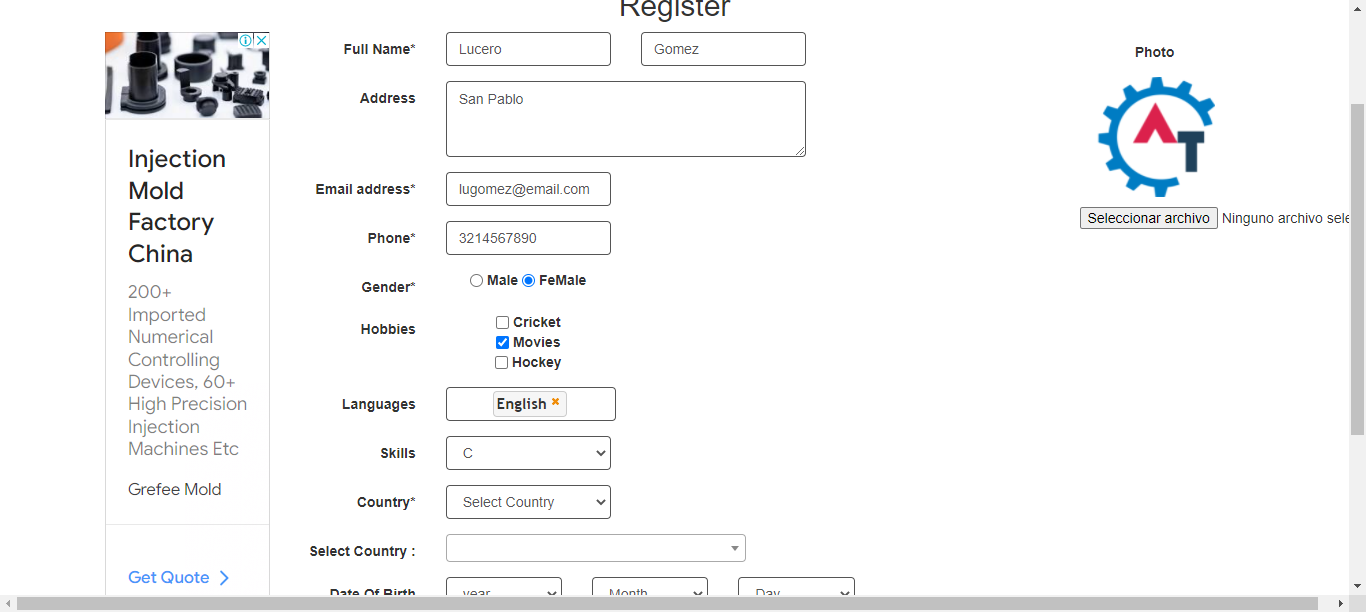 Register
Injection
Mold
Factory
China
200+
Imported
Numerical
Controlling
Devices, 60+
High Precision
Injection
Machines Etc
Grefee Mold
Get Quote
Full Name* Lucero Gomez
Address San Pablo
Email address* lugomez@email.com
Phone* 3214567890
Gender* Male FeMale
Hobbies Cricket
Movies
Hockey
Languages English
Skills C
Country* Select Country
Select Country :
Date Of Birth year Month Day
Photo
AT
Seleccionar archivo Ninguno archivo sele